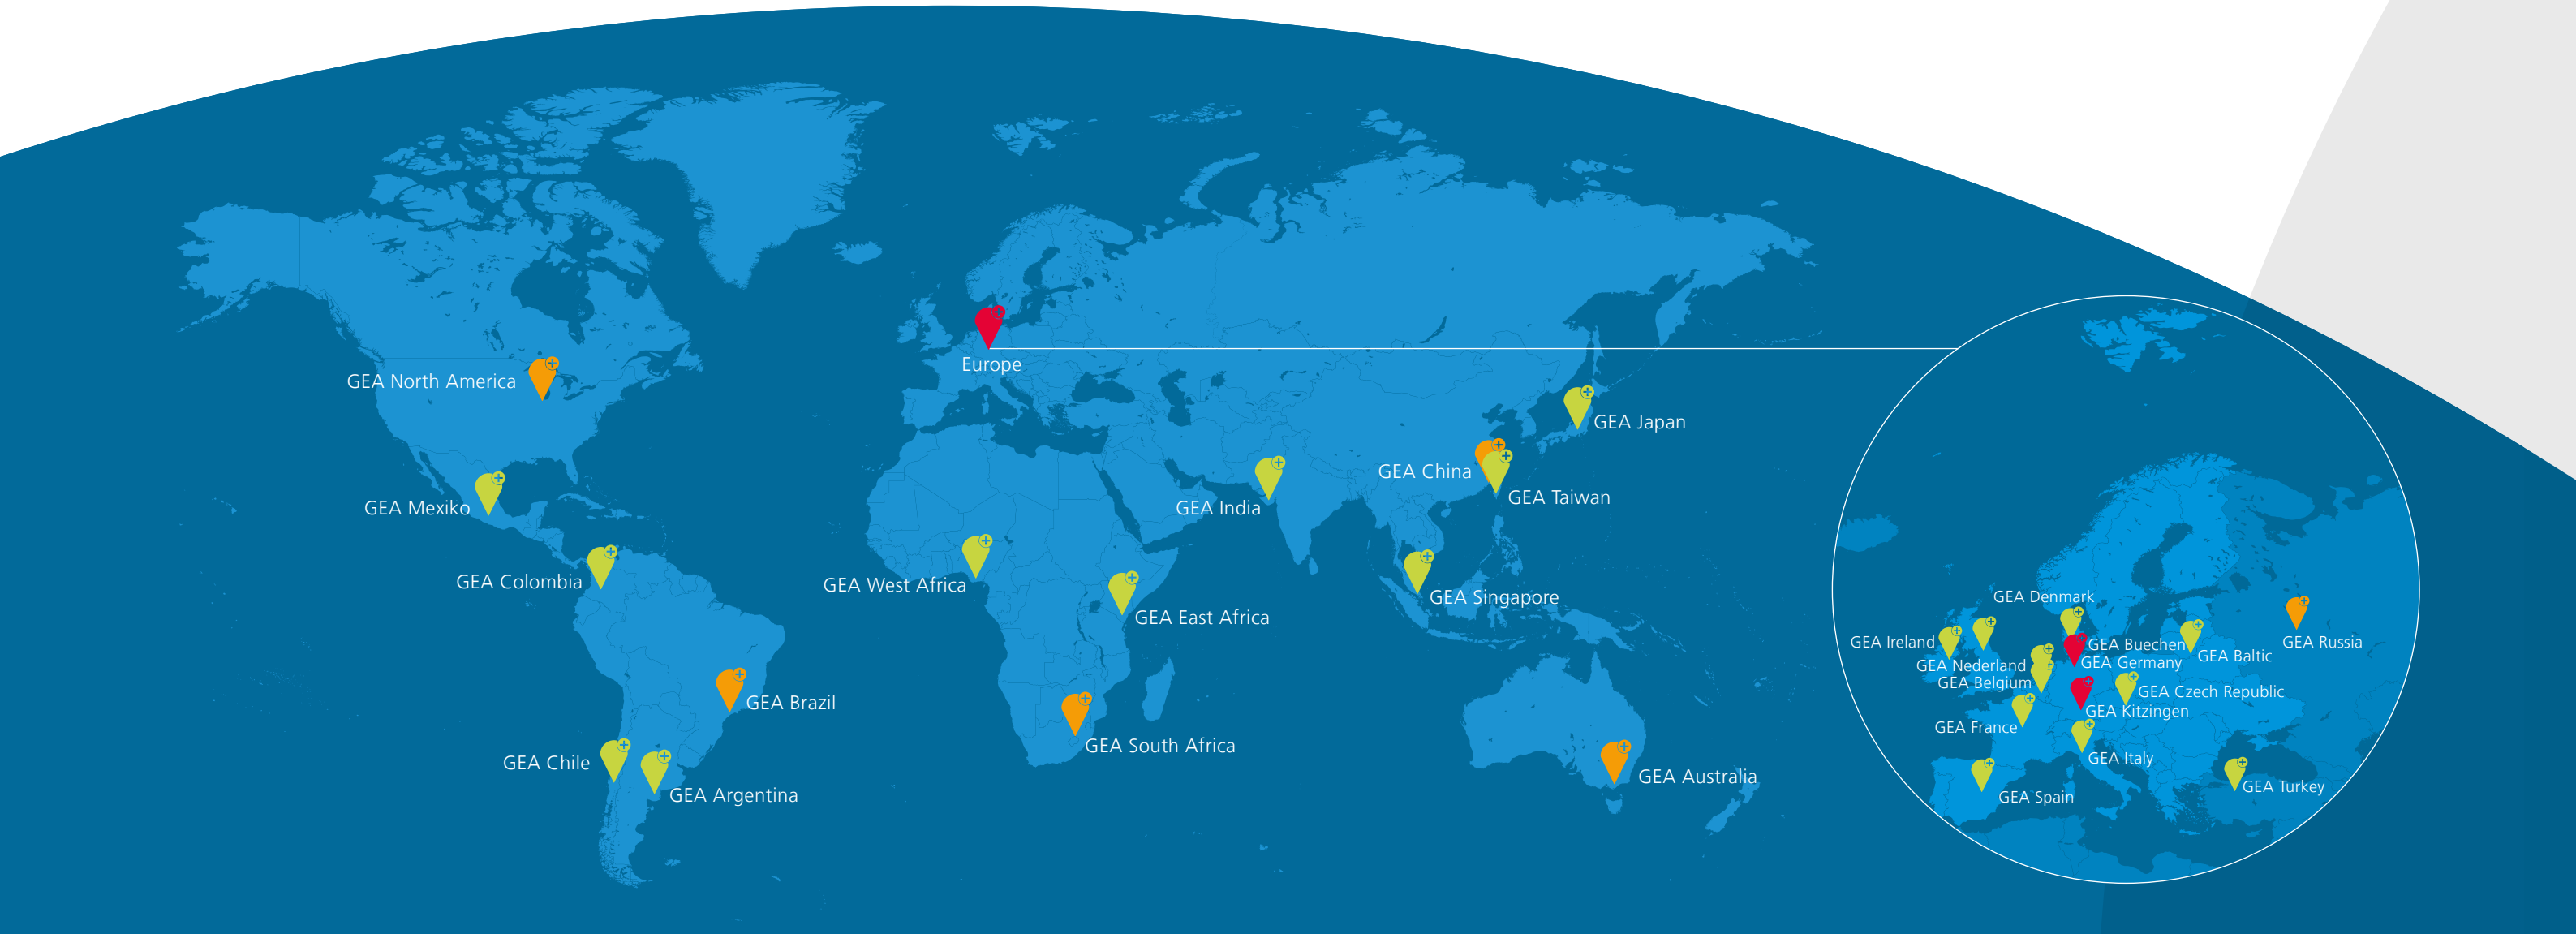 Europe
GEA North America
GEA Japan
GEA China
GEA Taiwan
GEA Mexiko
GEA India
GEA Colombia
GEA West Africa
GEA East Africa
GEA Singapore
GEA Brazil
GEA South Africa
GEA Chile
GEA Argentina
GEA Australia
GEA Denmark
GEA Ireland
GEA Buechen
GEA Russia
GEA Baltic
GEA Nederland
GEA Germany
GEA Belgium
GEA Czech Republic
GEA Kitzingen
GEA France
GEA Italy
GEA Turkey
GEA Spain